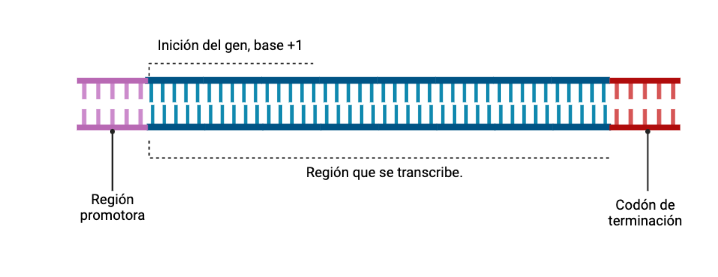 Inición del gen, base +1
Región que se transcribe.
Región
promotora
Codón de
terminación